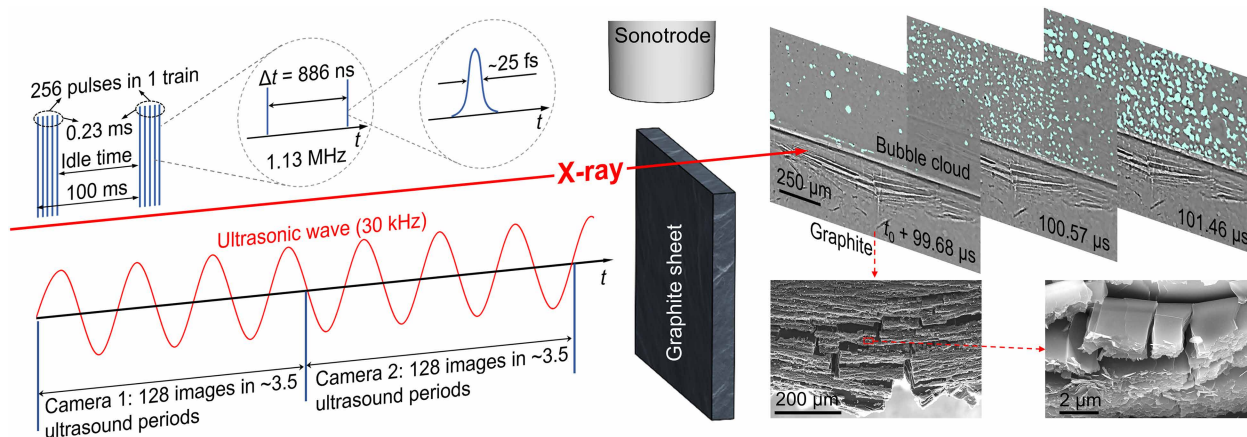 256 pulses in 1 train
0.23 ms
Idle time
100 ms
Δt = 886 ns
t
1.13 MHz
~25 fs
t
X-ray
Ultrasonic wave (30 kHz)
t
Camera 1: 128 images in ~3.5
ultrasound periods
Camera 2: 128 images in ~3.5
ultrasound periods
Sonotrode
Graphite sheet
Bubble cloud
250 µm
Graphite
t₀ + 99.68 µs
100.57 µs
101.46 µs
200 µm
2 µm